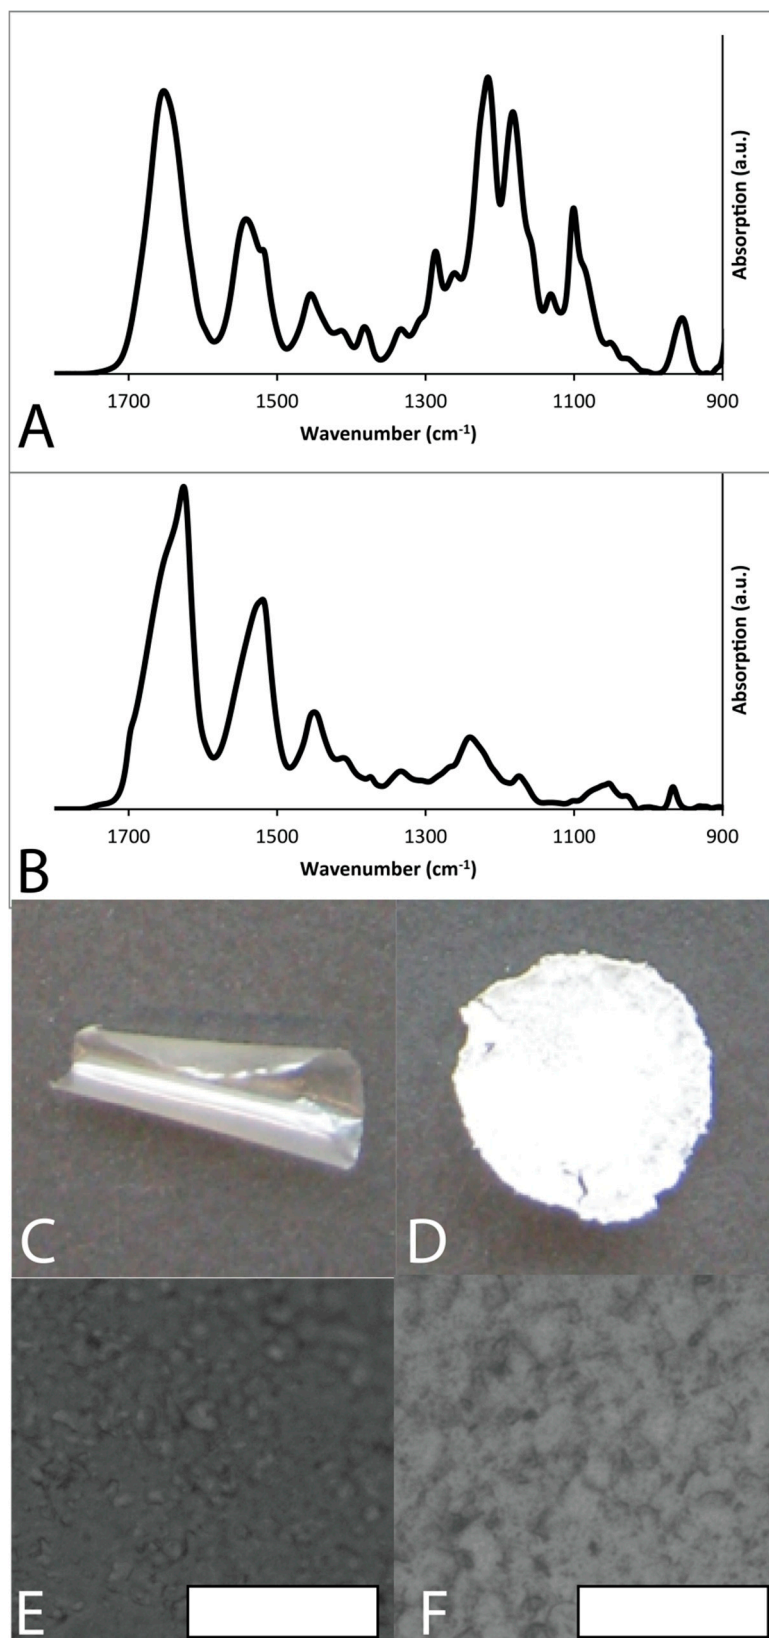 Absorption (a.u.)
1700 1500 1300 1100 900
A
Wavenumber (cm⁻¹)
Absorption (a.u.)
1700 1500 1300 1100 900
B
Wavenumber (cm⁻¹)
C D
E F